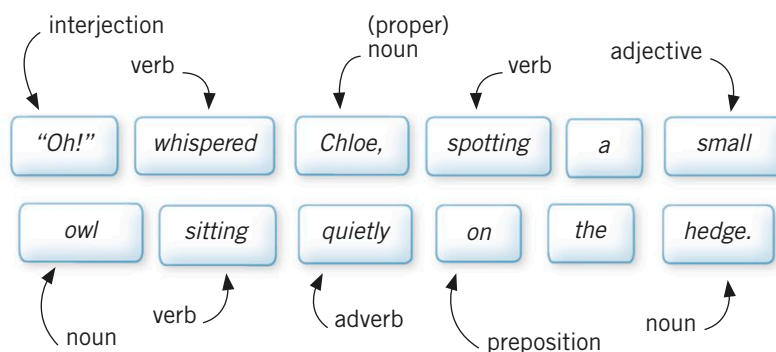 interjection
(proper)
noun
verb
verb
adjective
“Oh!” whispered Chloe, spotting a small
owl sitting quietly on the hedge.
noun
verb
adverb
preposition
noun